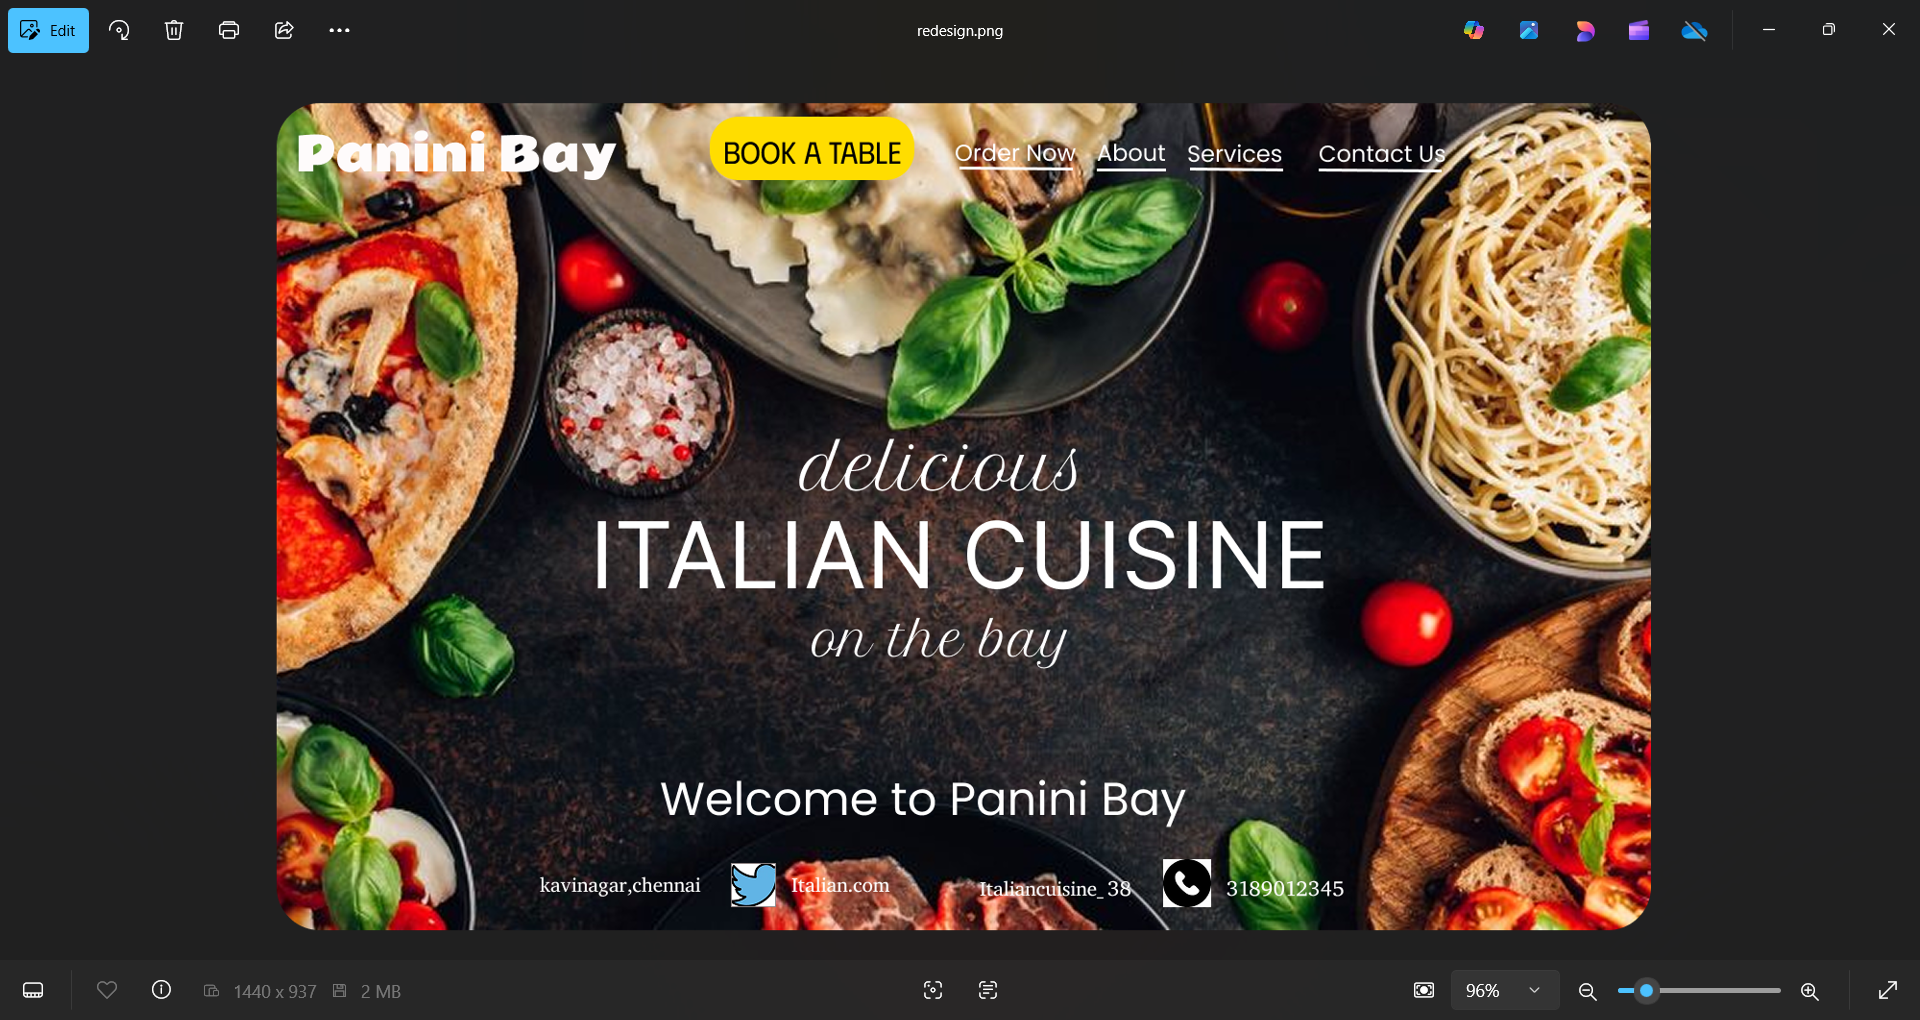 Edit
redesign.png
Panini Bay
BOOK A TABLE
Order Now
About
Services
Contact Us
delicious
ITALIAN CUISINE
on the bay
Welcome to Panini Bay
kavinagar,chennai
Italian.com
Italiancuisine_38
3189012345
1440 x 937
2 MB
96%